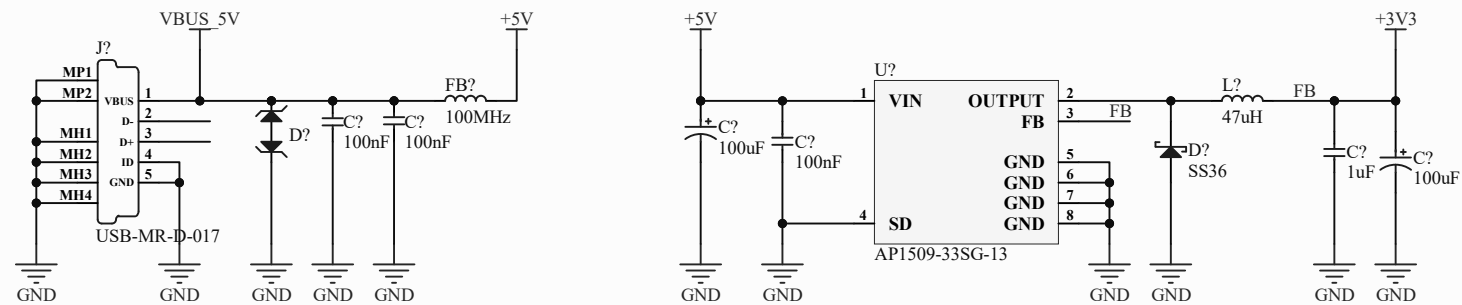 VBUS_5V
+5V
J?
MP1
MP2
MH1
MH2
MH3
MH4
VBUS
D-
D+
ID
GND
1
2
3
4
5
USB-MR-D-017
D?
C?
100nF
C?
100nF
FB?
100MHz
GND
GND
GND
GND
GND
+5V
C?
100uF
C?
100nF
U?
1
VIN
4
SD
OUTPUT
2
FB
3
FB
GND
5
GND
6
GND
7
GND
8
AP1509-33SG-13
D?
SS36
L?
47uH
FB
+3V3
C?
1uF
C?
100uF
GND
GND
GND
GND
GND
GND